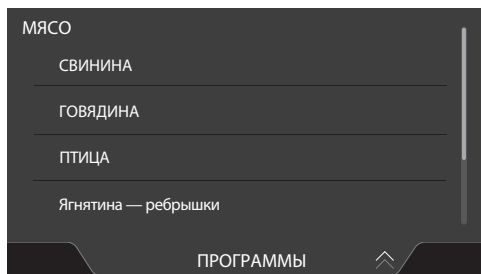 МЯСО
СВИНИНА
ГОВЯДИНА
ПТИЦА
Ягнятина — ребрышки
ПРОГРАММЫ